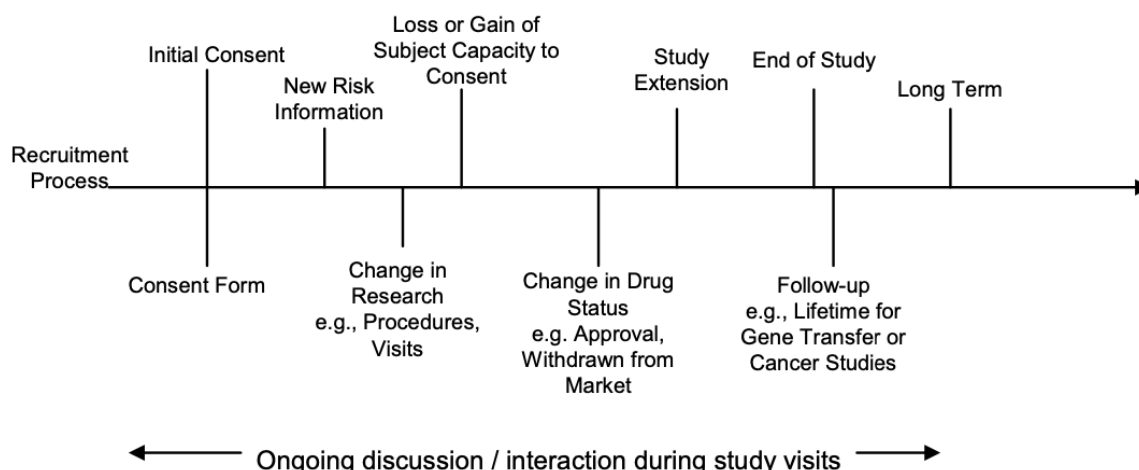 Initial Consent
New Risk
Information
Loss or Gain of
Subject Capacity to
Consent
Study
Extension
End of Study
Long Term
Recruitment
Process
Consent Form
Change in
Research
e.g., Procedures,
Visits
Change in Drug
Status
e.g. Approval,
Withdrawn from
Market
Follow-up
e.g., Lifetime for
Gene Transfer or
Cancer Studies
Ongoing discussion / interaction during study visits